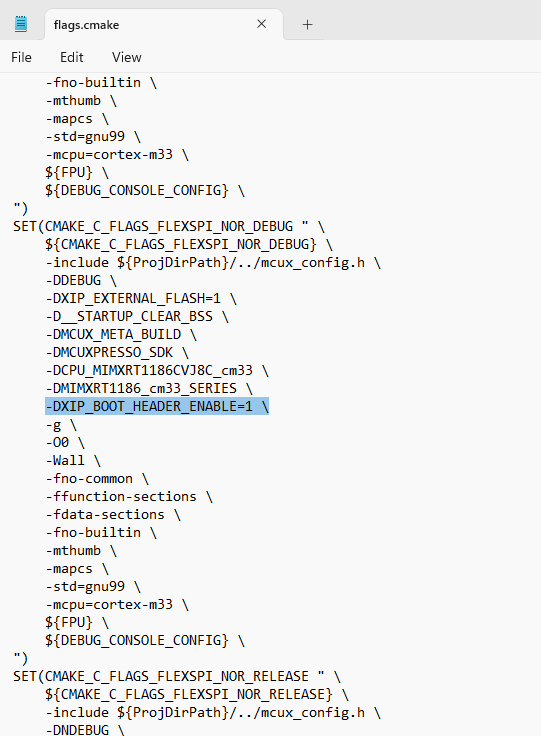 flags.cmake
File Edit View
-fno-builtin \
-mthumb \
-mapcs \
-std=gnu99 \
-mcpu=cortex-m33 \
${FPU} \
${DEBUG_CONSOLE_CONFIG} \
")
SET(CMAKE_C_FLAGS_FLEXSPI_NOR_DEBUG " \
${CMAKE_C_FLAGS_FLEXSPI_NOR_DEBUG} \
-include ${ProjDirPath}/../mcux_config.h \
-DDEBUG \
-DXIP_EXTERNAL_FLASH=1 \
-D__STARTUP_CLEAR_BSS \
-DMCUX_META_BUILD \
-DMCUXPRESSO_SDK \
-DCPU_MIMXRT1186CVJ8C_cm33 \
-DMIMXRT1186_cm33_SERIES \
-DXIP_BOOT_HEADER_ENABLE=1 \
-g \
-O0 \
-Wall \
-fno-common \
-ffunction-sections \
-fdata-sections \
-fno-builtin \
-mthumb \
-mapcs \
-std=gnu99 \
-mcpu=cortex-m33 \
${FPU} \
${DEBUG_CONSOLE_CONFIG} \
")
SET(CMAKE_C_FLAGS_FLEXSPI_NOR_RELEASE " \
${CMAKE_C_FLAGS_FLEXSPI_NOR_RELEASE} \
-include ${ProjDirPath}/../mcux_config.h \
-DNDEBUG \